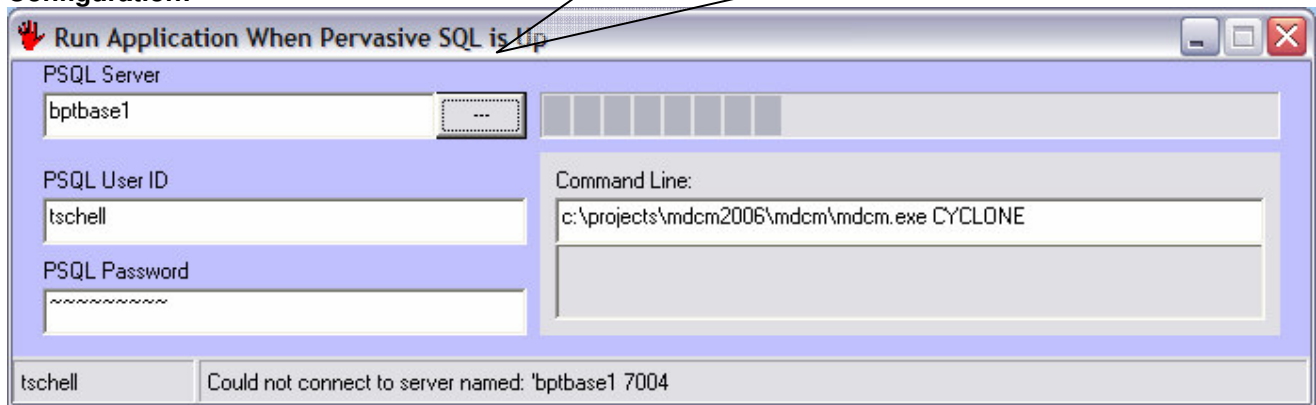 Configuration:
Run Application When Pervasive SQL is Up
PSQL Server
bptbase1
---
PSQL User ID
tschell
Command Line:
c:\projects\mdcm2006\mdcm\mdcm.exe CYCLONE
PSQL Password
~~~~~~~~~
tschell
Could not connect to server named: 'bptbase1 7004